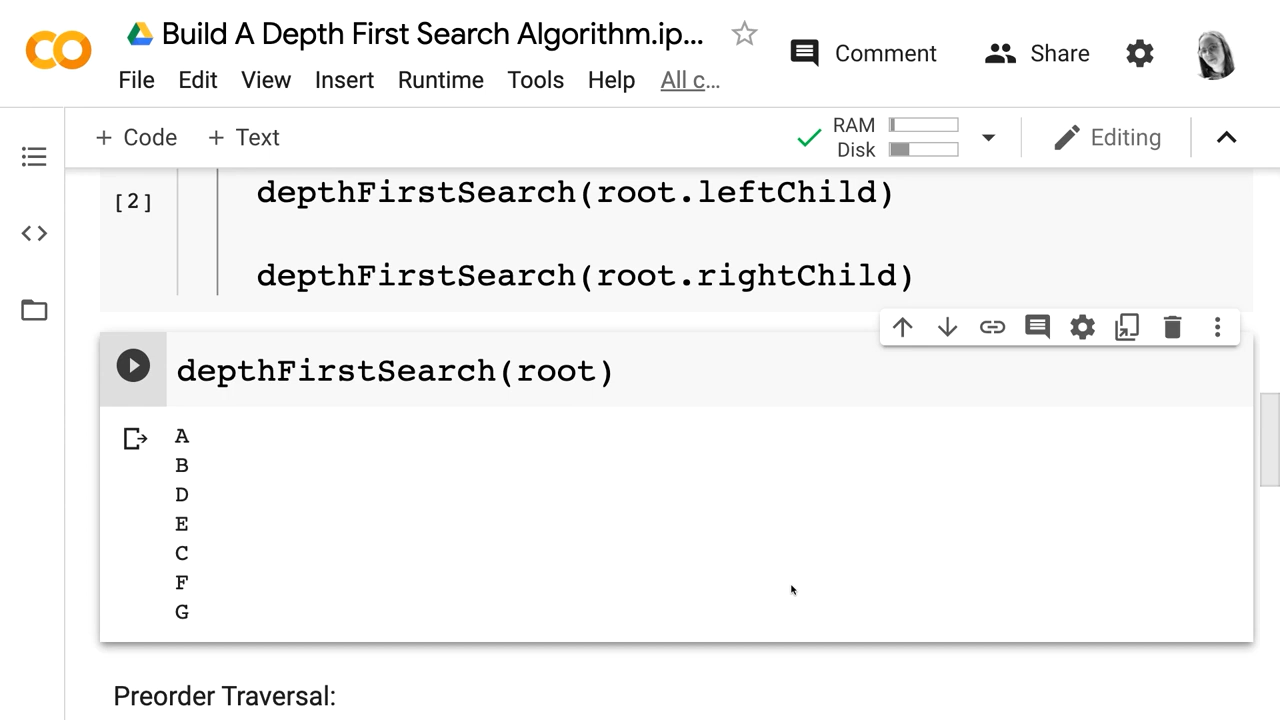 Build A Depth First Search Algorithm.ip...
Comment
Share
File Edit View Insert Runtime Tools Help All c...
+ Code + Text
RAM
Disk
Editing
[2]
depthFirstSearch(root.leftChild)
depthFirstSearch(root.rightChild)
depthFirstSearch(root)
A
B
D
E
C
F
G
Preorder Traversal: